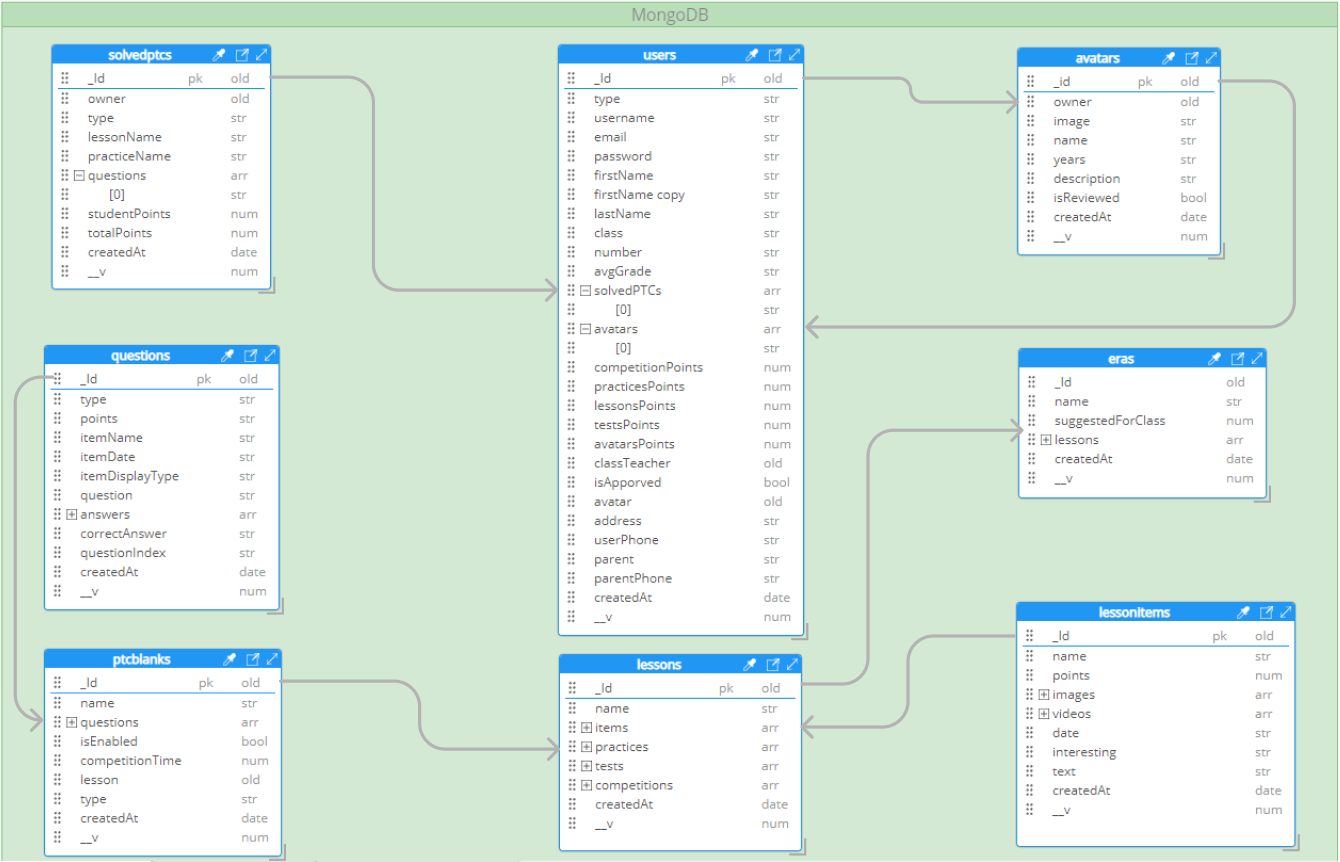 MongoDB
solvedptcs
_Id pk old
owner old
type str
lessonName str
practiceName str
questions arr
[0] str
studentPoints num
totalPoints num
createdAt date
__v num
users
_Id pk old
type str
username str
email str
password str
firstName str
firstName copy str
lastName str
class str
number str
avgGrade str
solvedPTCs arr
[0] str
avatars arr
[0] str
competitionPoints num
practicesPoints num
lessonsPoints num
testsPoints num
avatarsPoints num
classTeacher old
isApporved bool
avatar old
address str
userPhone str
parent str
parentPhone str
createdAt date
__v num
avatars
_id pk old
owner old
image str
name str
years str
description str
isReviewed bool
createdAt date
__v num
questions
_Id pk old
type str
points str
itemName str
itemDate str
itemDisplayType str
question str
answers arr
correctAnswer str
questionIndex str
createdAt date
__v num
eras
_Id old
name str
suggestedForClass num
lessons arr
createdAt date
__v num
ptcblanks
_Id pk old
name str
questions arr
isEnabled bool
competitionTime num
lesson old
type str
createdAt date
__v num
lessons
_Id pk old
name str
items arr
practices arr
tests arr
competitions arr
createdAt date
__v num
lessonitems
_Id pk old
name str
points num
images arr
videos arr
date str
interesting str
text str
createdAt date
__v num